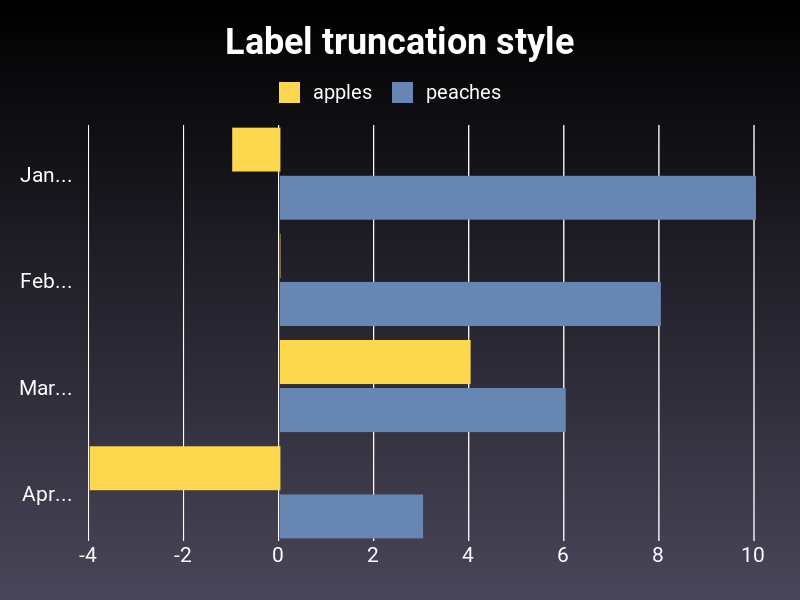 Label truncation style
apples peaches
Jan...
Feb...
Mar...
Apr...
-4 -2 0 2 4 6 8 10